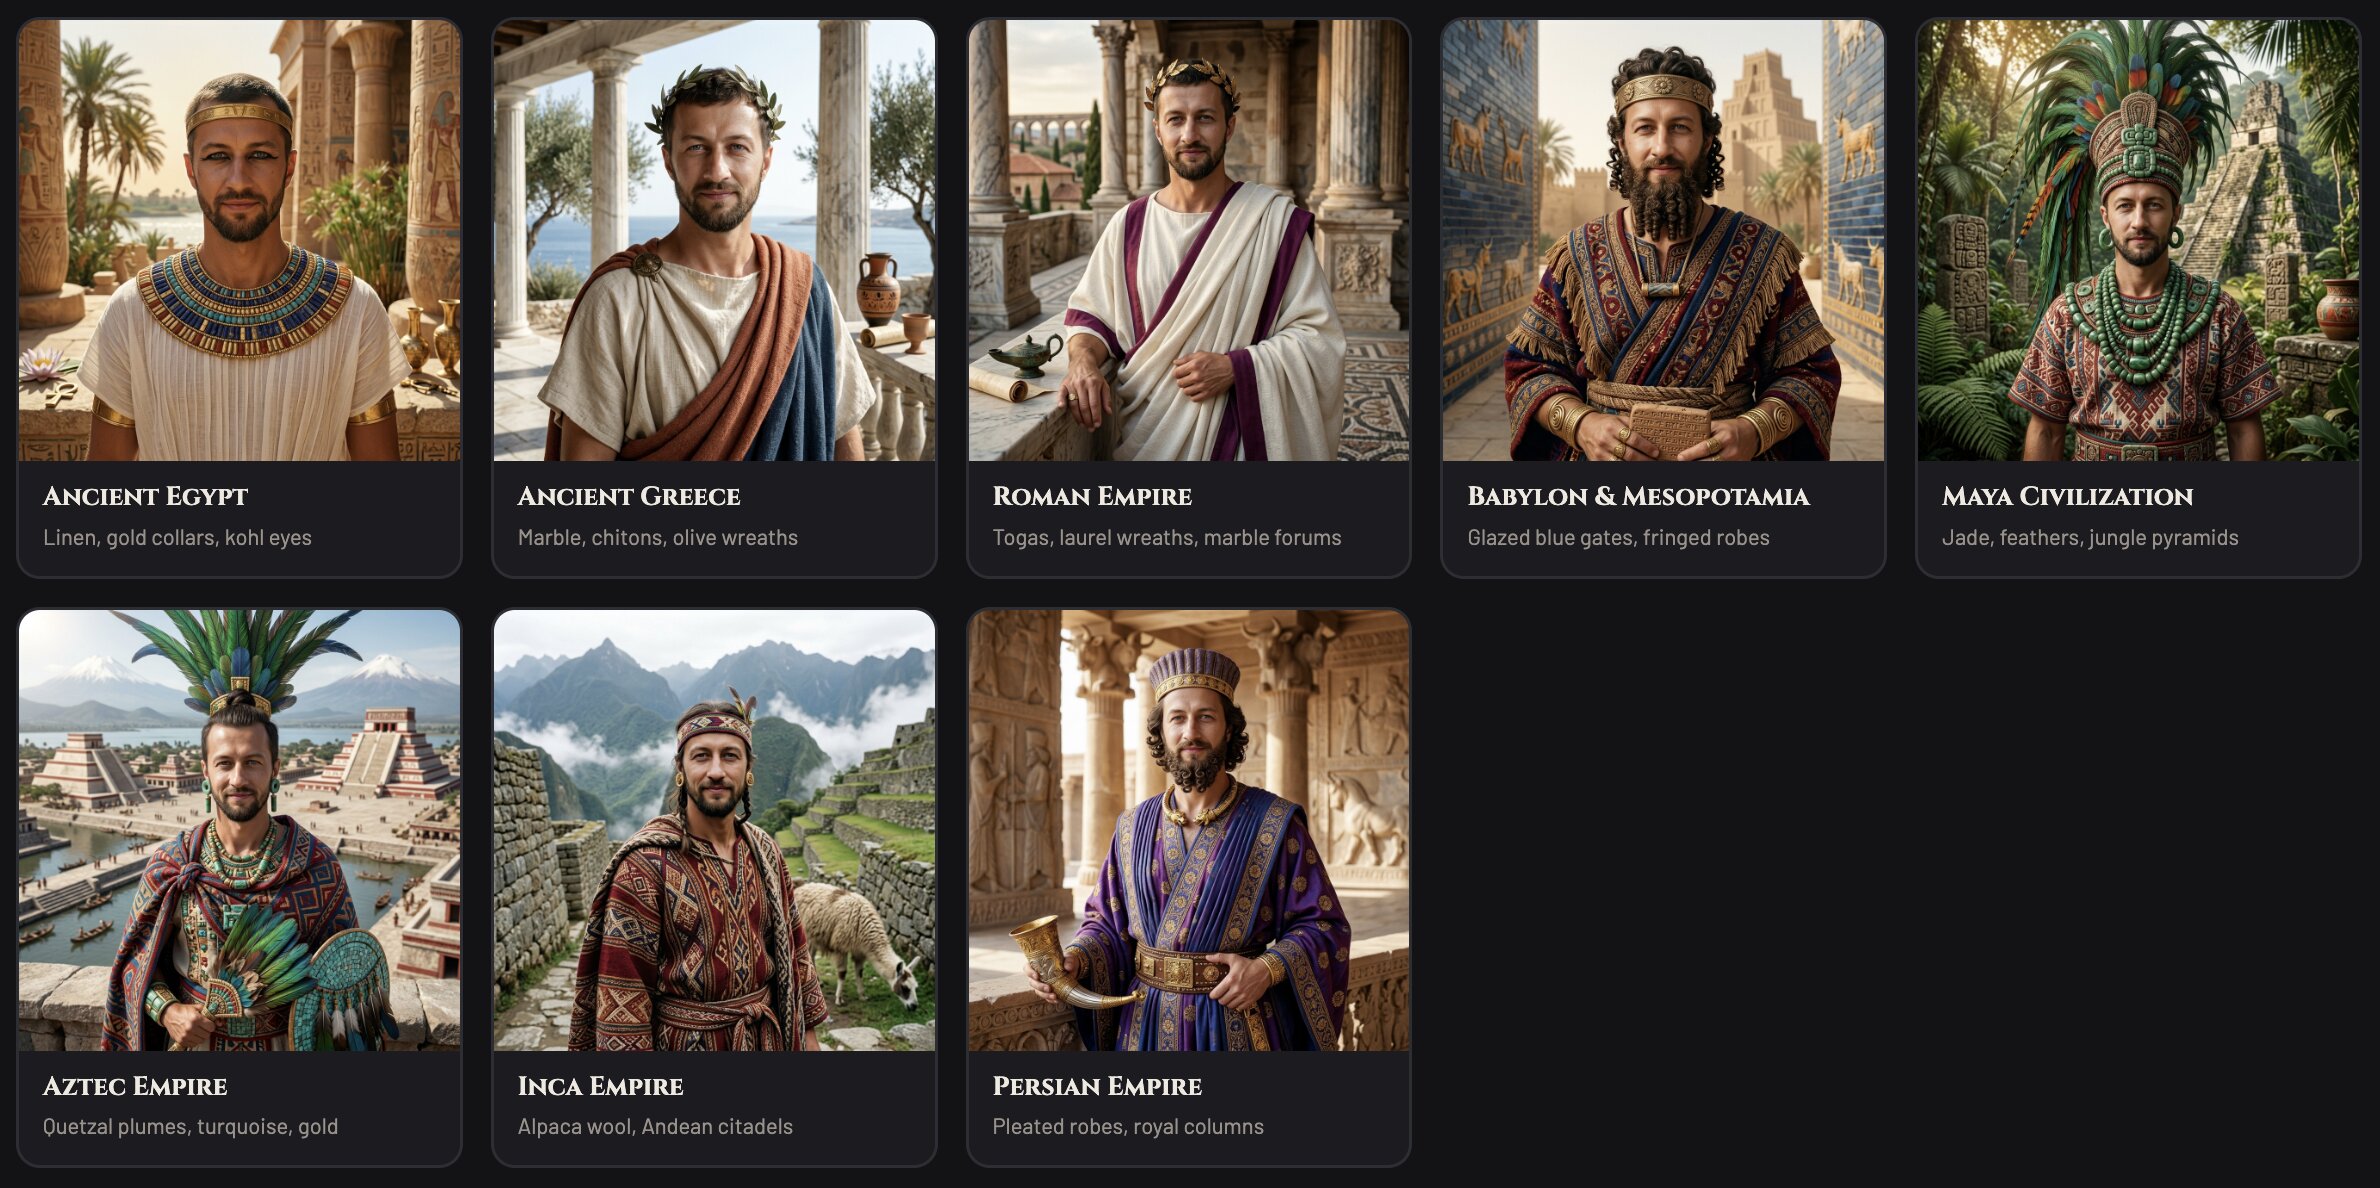 Ancient Egypt
Linen, gold collars, kohl eyes
Ancient Greece
Marble, chitons, olive wreaths
Roman Empire
Togas, laurel wreaths, marble forums
Babylon & Mesopotamia
Glazed blue gates, fringed robes
Maya Civilization
Jade, feathers, jungle pyramids
Aztec Empire
Quetzal plumes, turquoise, gold
Inca Empire
Alpaca wool, Andean citadels
Persian Empire
Pleated robes, royal columns